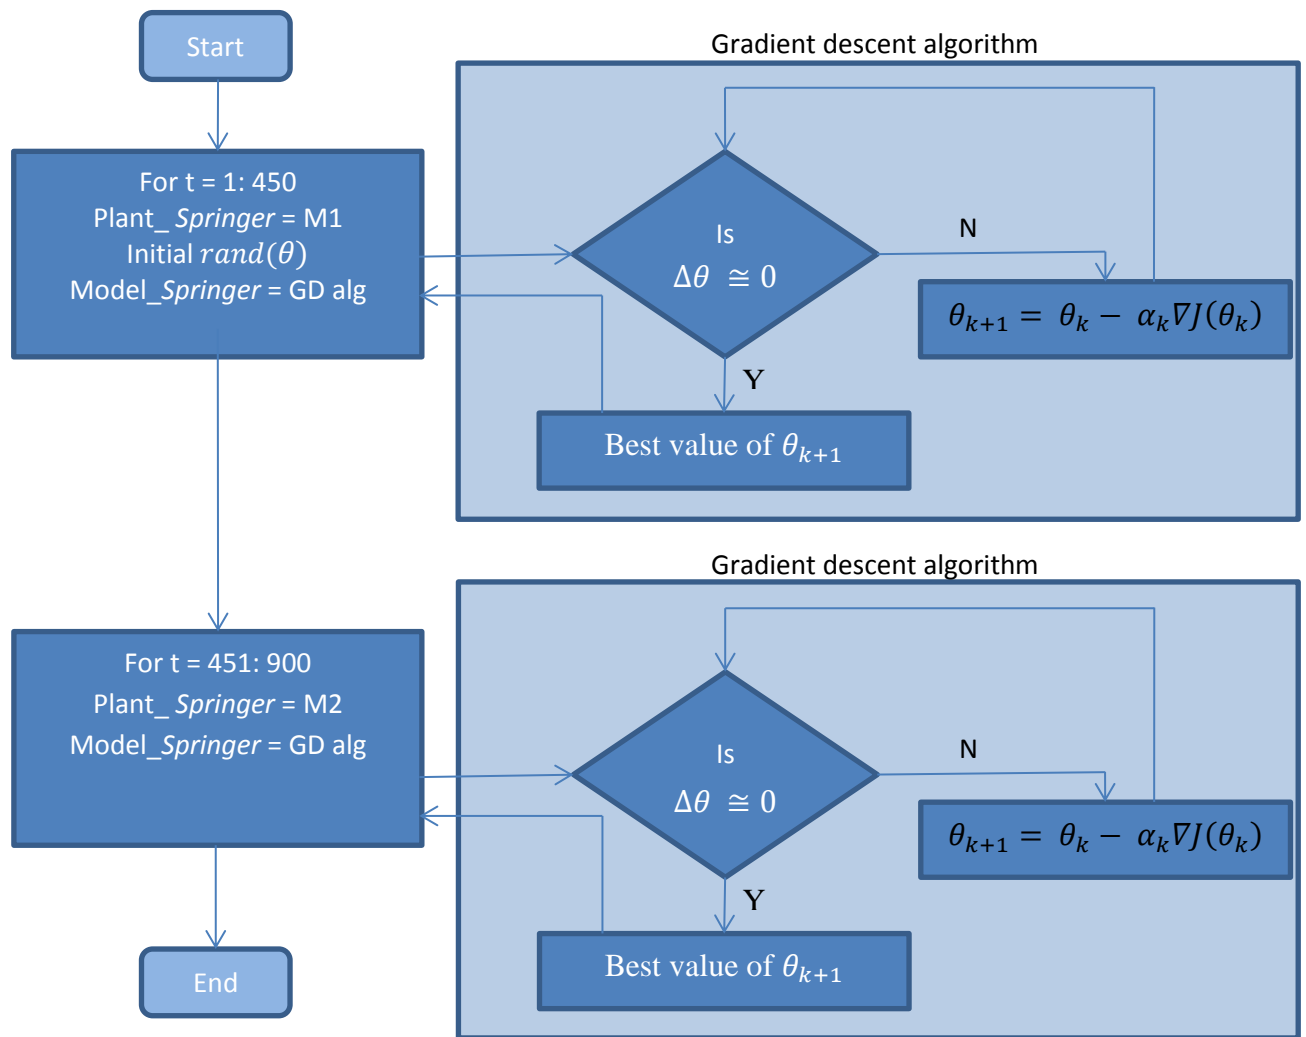 Start
Gradient descent algorithm
For t = 1: 450
Plant_ Springer = M1
Initial rand(θ)
Model_Springer = GD alg
Is
Δθ ≅ 0
N
θₖ₊₁ = θₖ − αₖ∇J(θₖ)
Y
Best value of θₖ₊₁
Gradient descent algorithm
For t = 451: 900
Plant_ Springer = M2
Model_Springer = GD alg
Is
Δθ ≅ 0
N
θₖ₊₁ = θₖ − αₖ∇J(θₖ)
Y
Best value of θₖ₊₁
End